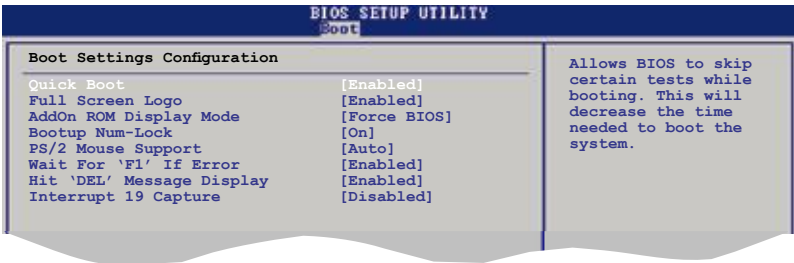 BIOS SETUP UTILITY
Boot
Boot Settings Configuration
Quick Boot [Enabled]
Full Screen Logo [Enabled]
AddOn ROM Display Mode [Force BIOS]
Bootup Num-Lock [On]
PS/2 Mouse Support [Auto]
Wait For ‘F1’ If Error [Enabled]
Hit ‘DEL’ Message Display [Enabled]
Interrupt 19 Capture [Disabled]
Allows BIOS to skip
certain tests while
booting. This will
decrease the time
needed to boot the
system.